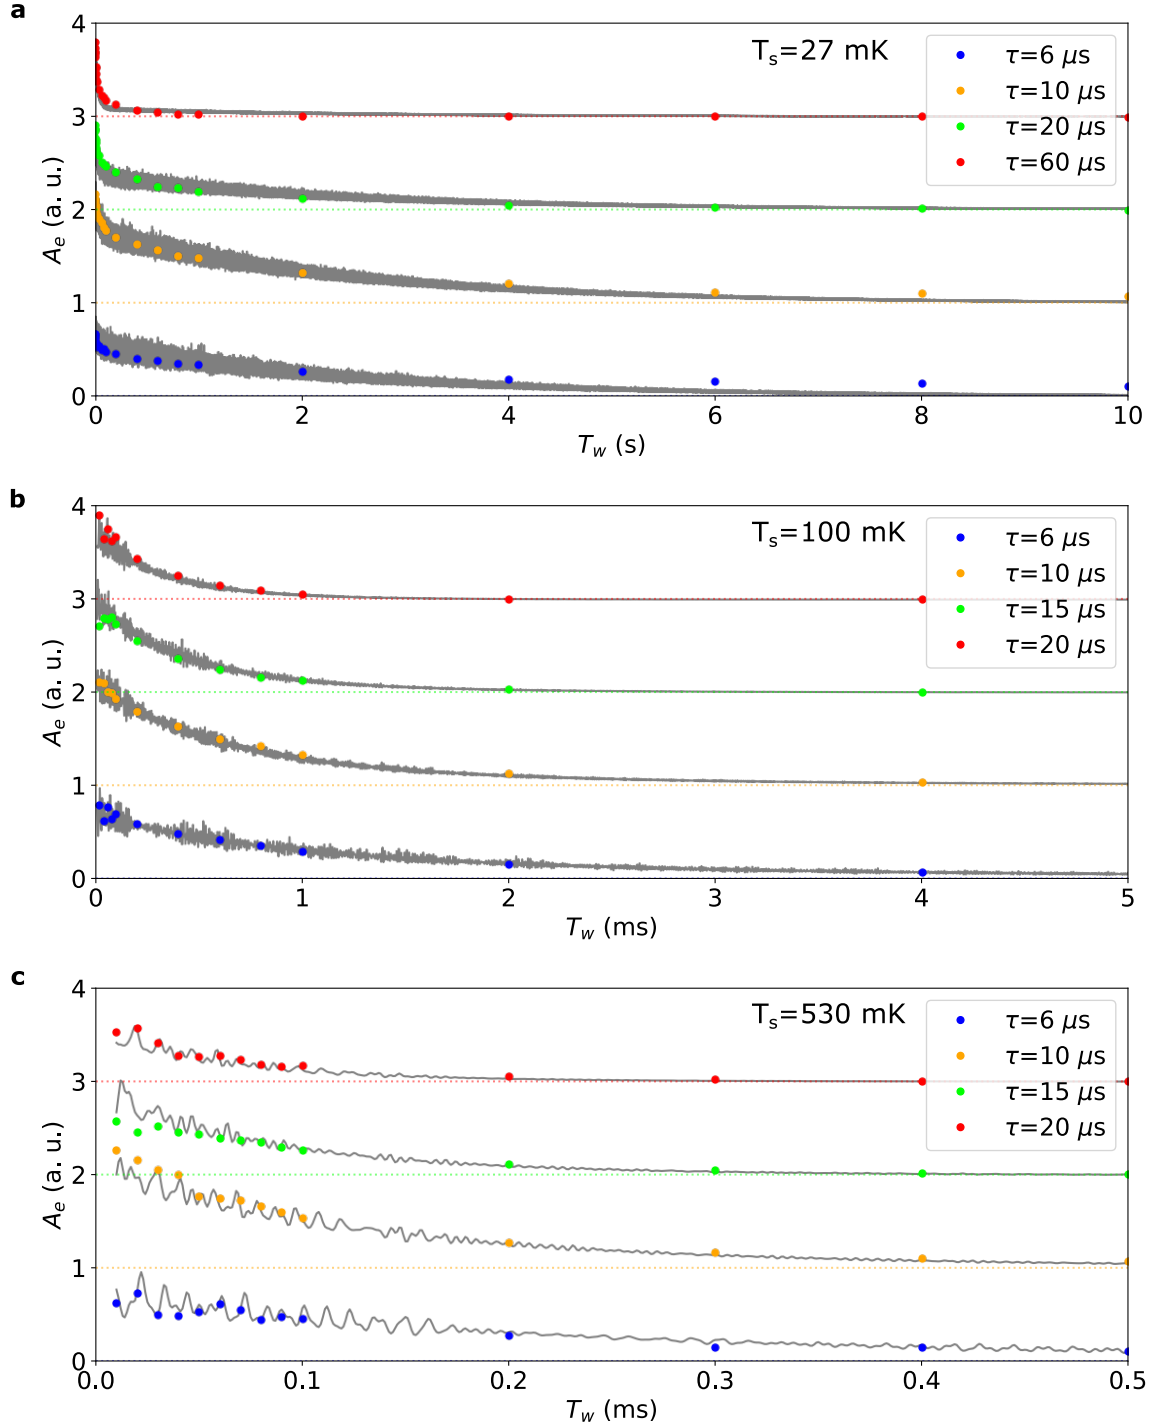 a
4
3
2
1
0
A_e (a. u.)
T_s=27 mK
τ=6 μs
τ=10 μs
τ=20 μs
τ=60 μs
0 2 4 6 8 10
T_w (s)
b
4
3
2
1
0
A_e (a. u.)
T_s=100 mK
τ=6 μs
τ=10 μs
τ=15 μs
τ=20 μs
0 1 2 3 4 5
T_w (ms)
c
4
3
2
1
0
A_e (a. u.)
T_s=530 mK
τ=6 μs
τ=10 μs
τ=15 μs
τ=20 μs
0.0 0.1 0.2 0.3 0.4 0.5
T_w (ms)